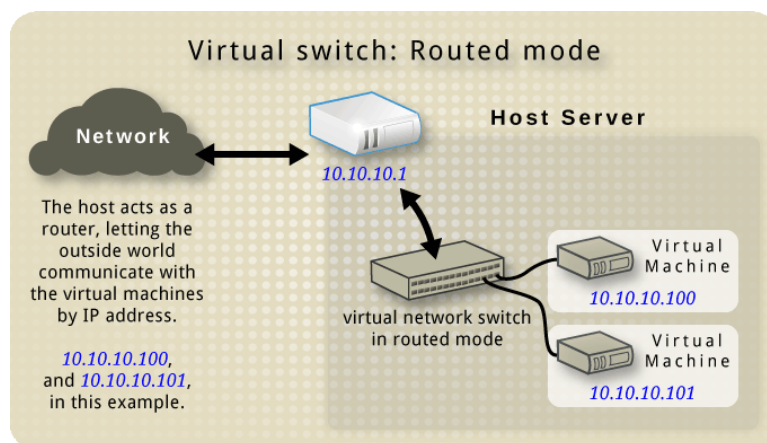 Virtual switch: Routed mode
Network
Host Server
10.10.10.1
The host acts as a
router, letting the
outside world
communicate with
the virtual machines
by IP address.
10.10.10.100,
and 10.10.10.101,
in this example.
virtual network switch
in routed mode
Virtual
Machine
10.10.10.100
Virtual
Machine
10.10.10.101